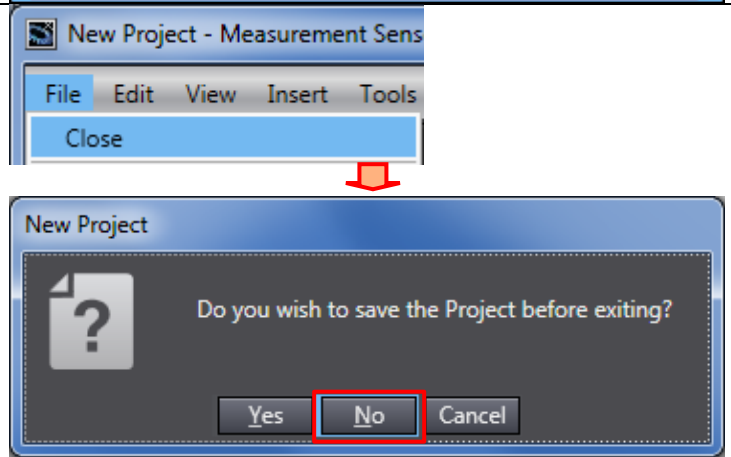 New Project - Measurement Sens
File Edit View Insert Tools
Close
New Project
Do you wish to save the Project before exiting?
Yes No Cancel